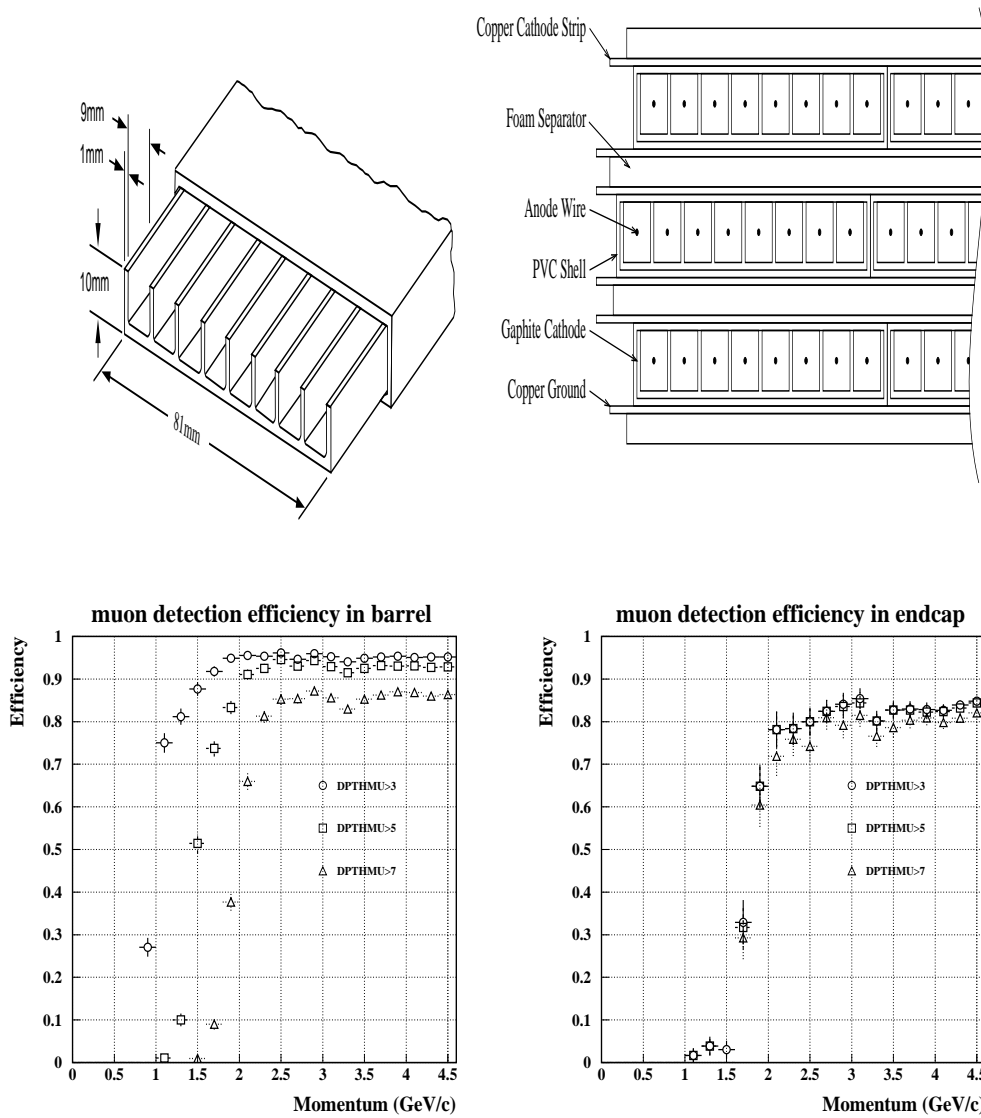 9mm
1mm
10mm
81mm
Copper Cathode Strip
Foam Separator
Anode Wire
PVC Shell
Gaphite Cathode
Copper Ground
muon detection efficiency in barrel
Efficiency
1
0.9
0.8
0.7
0.6
0.5
0.4
0.3
0.2
0.1
0
DPTHMU>3
DPTHMU>5
DPTHMU>7
0 0.5 1 1.5 2 2.5 3 3.5 4 4.5
Momentum (GeV/c)
muon detection efficiency in endcap
Efficiency
1
0.9
0.8
0.7
0.6
0.5
0.4
0.3
0.2
0.1
0
DPTHMU>3
DPTHMU>5
DPTHMU>7
0 0.5 1 1.5 2 2.5 3 3.5 4 4.5
Momentum (GeV/c)